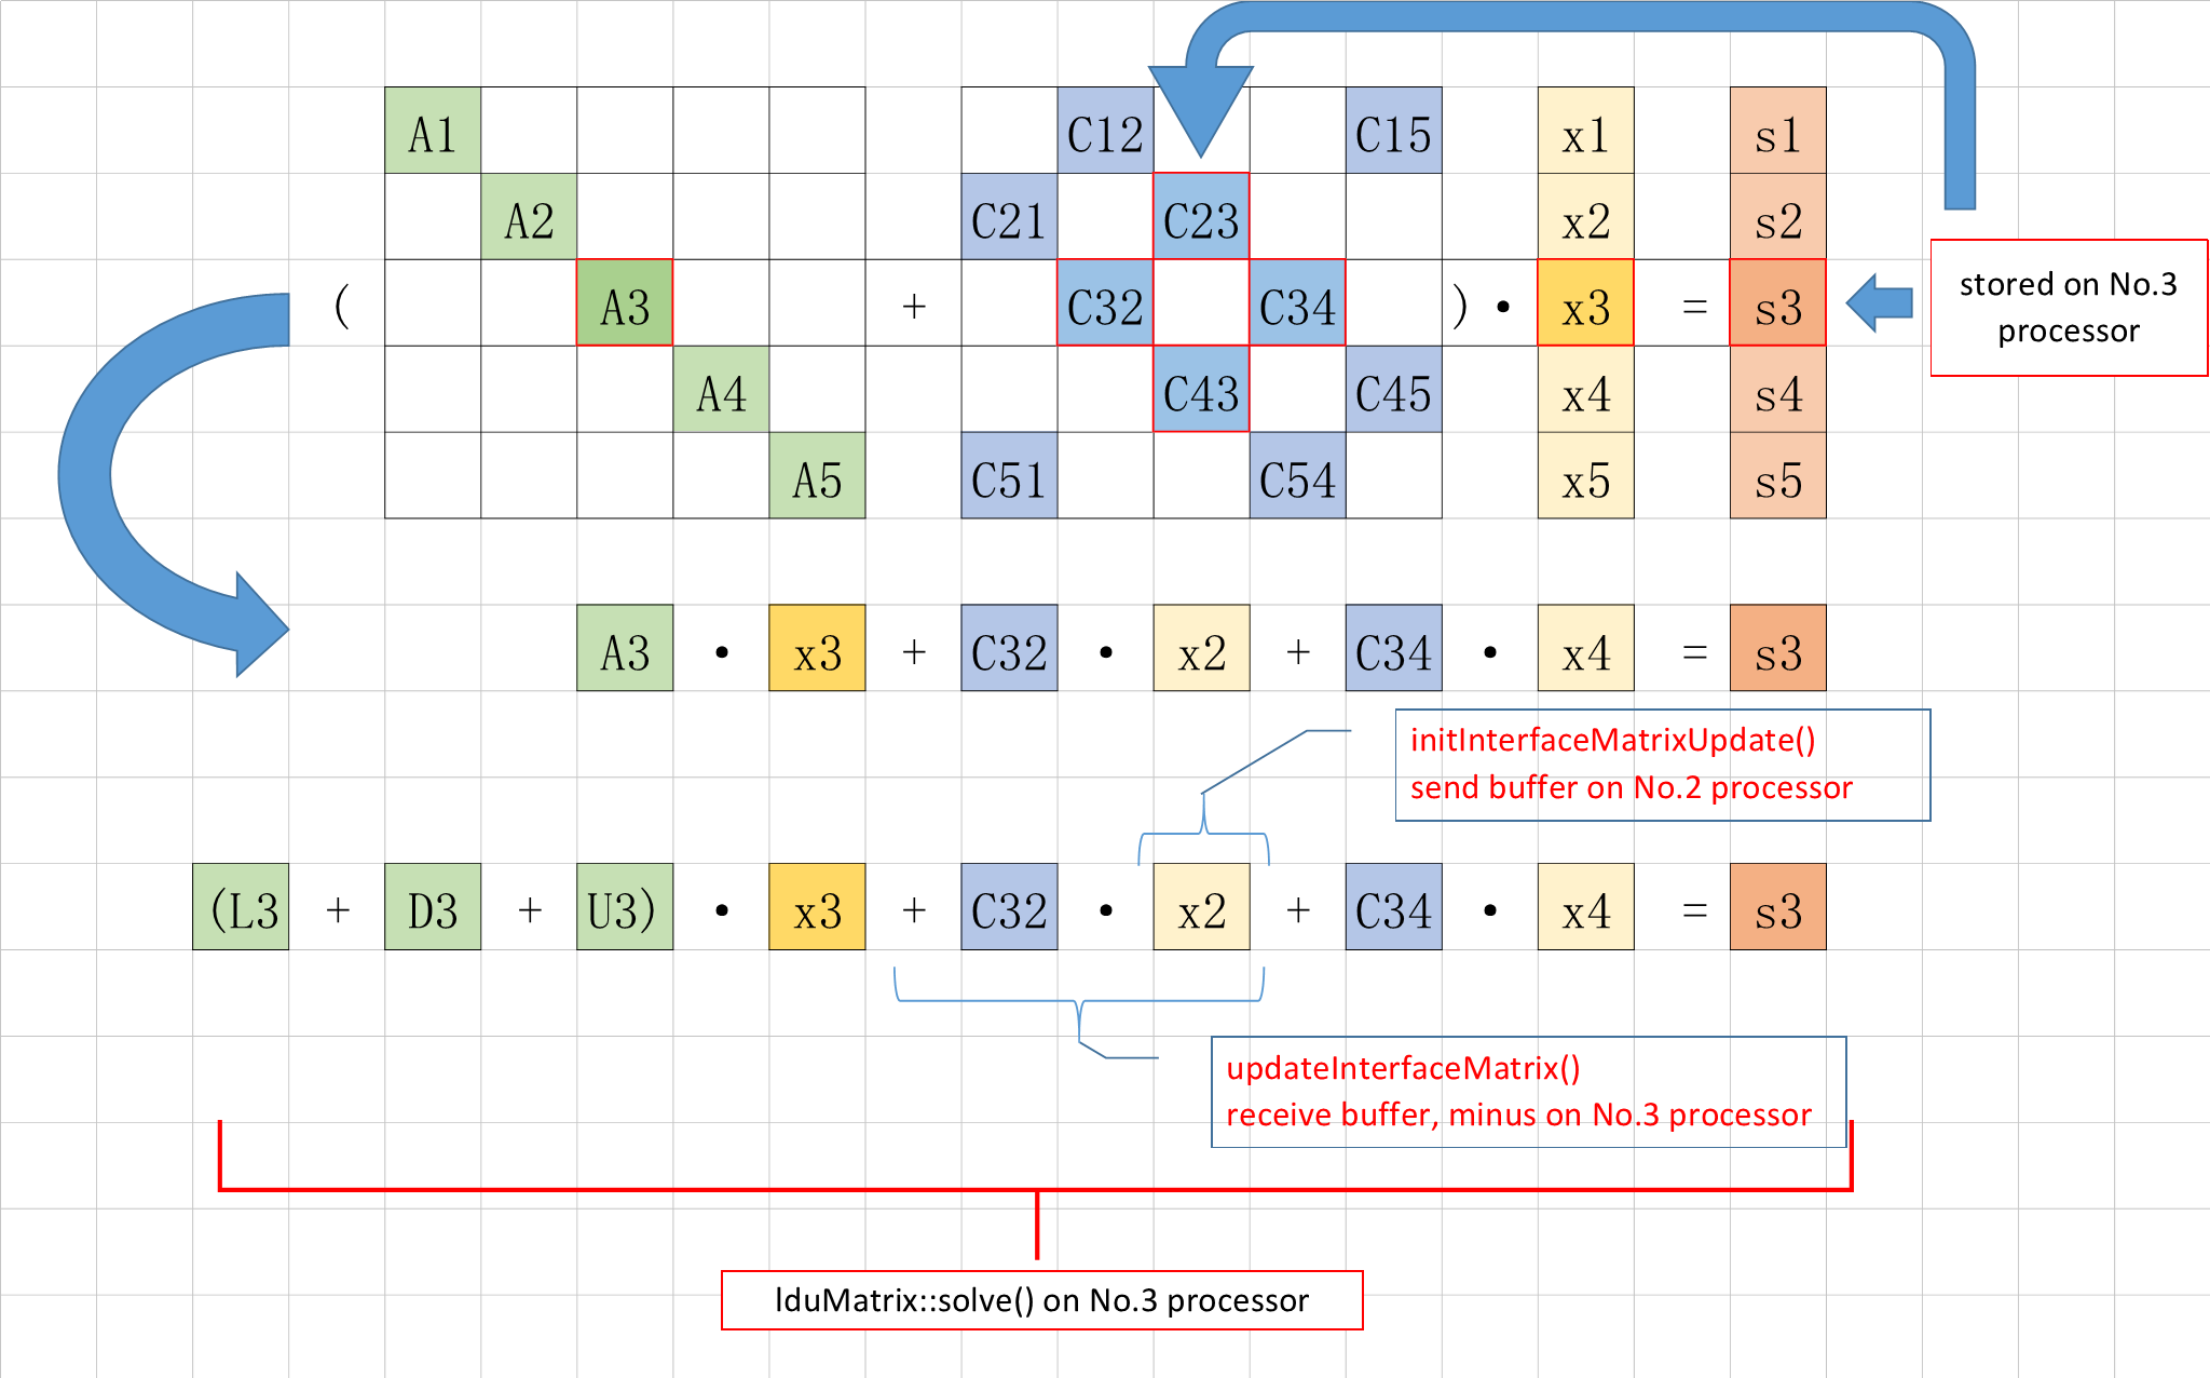 A1 C12 C15 x1 s1
A2 C21 C23 x2 s2
( A3 + C32 C34 ) • x3 = s3
stored on No.3
processor
A4 C43 C45 x4 s4
A5 C51 C54 x5 s5
A3 • x3 + C32 • x2 + C34 • x4 = s3
initInterfaceMatrixUpdate()
send buffer on No.2 processor
(L3 + D3 + U3) • x3 + C32 • x2 + C34 • x4 = s3
updateInterfaceMatrix()
receive buffer, minus on No.3 processor
lduMatrix::solve() on No.3 processor